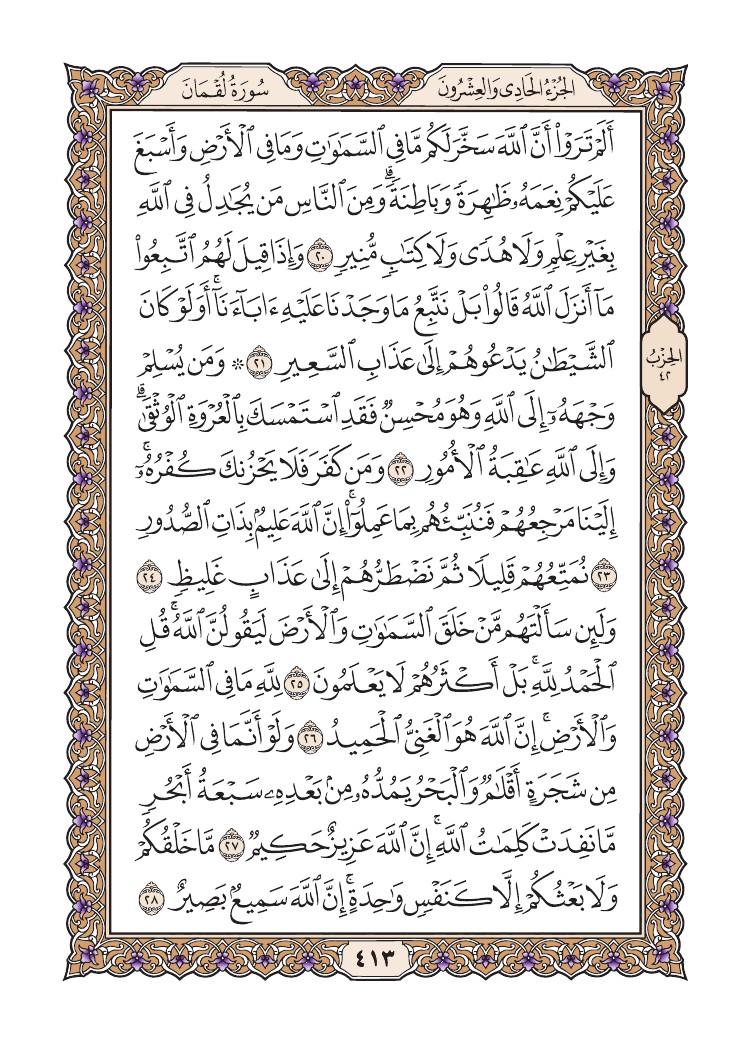 الجُزْءُ الحَادِي وَالعِشْرُونَ
سُورَةُ لُقْمَان
أَلَمْ تَرَوْا۟ أَنَّ ٱللَّهَ سَخَّرَ لَكُم مَّا فِى ٱلسَّمَٰوَٰتِ وَمَا فِى ٱلْأَرْضِ وَأَسْبَغَ
عَلَيْكُمْ نِعَمَهُۥ ظَٰهِرَةً وَبَاطِنَةً ۗ وَمِنَ ٱلنَّاسِ مَن يُجَٰدِلُ فِى ٱللَّهِ
بِغَيْرِ عِلْمٍ وَلَا هُدًى وَلَا كِتَٰبٍ مُّنِيرٍ ٢٠ وَإِذَا قِيلَ لَهُمُ ٱتَّبِعُوا۟
مَآ أَنزَلَ ٱللَّهُ قَالُوا۟ بَلْ نَتَّبِعُ مَا وَجَدْنَا عَلَيْهِ ءَابَآءَنَآ ۚ أَوَلَوْ كَانَ
ٱلشَّيْطَٰنُ يَدْعُوهُمْ إِلَىٰ عَذَابِ ٱلسَّعِيرِ ٢١ * وَمَن يُسْلِمْ
وَجْهَهُۥٓ إِلَى ٱللَّهِ وَهُوَ مُحْسِنٌ فَقَدِ ٱسْتَمْسَكَ بِٱلْعُرْوَةِ ٱلْوُثْقَىٰ ۗ
وَإِلَى ٱللَّهِ عَٰقِبَةُ ٱلْأُمُورِ ٢٢ وَمَن كَفَرَ فَلَا يَحْزُنكَ كُفْرُهُۥٓ ۚ
إِلَيْنَا مَرْجِعُهُمْ فَنُنَبِّئُهُم بِمَا عَمِلُوٓا۟ ۚ إِنَّ ٱللَّهَ عَلِيمٌۢ بِذَاتِ ٱلصُّدُورِ
٢٣ نُمَتِّعُهُمْ قَلِيلًا ثُمَّ نَضْطَرُّهُمْ إِلَىٰ عَذَابٍ غَلِيظٍ ٢٤
وَلَئِن سَأَلْتَهُم مَّنْ خَلَقَ ٱلسَّمَٰوَٰتِ وَٱلْأَرْضَ لَيَقُولُنَّ ٱللَّهُ ۚ قُلِ
ٱلْحَمْدُ لِلَّهِ ۚ بَلْ أَكْثَرُهُمْ لَا يَعْلَمُونَ ٢٥ لِلَّهِ مَا فِى ٱلسَّمَٰوَٰتِ
وَٱلْأَرْضِ ۚ إِنَّ ٱللَّهَ هُوَ ٱلْغَنِىُّ ٱلْحَمِيدُ ٢٦ وَلَوْ أَنَّمَا فِى ٱلْأَرْضِ
مِن شَجَرَةٍ أَقْلَٰمٌ وَٱلْبَحْرُ يَمُدُّهُۥ مِنۢ بَعْدِهِۦ سَبْعَةُ أَبْحُرٍ
مَّا نَفِدَتْ كَلِمَٰتُ ٱللَّهِ ۗ إِنَّ ٱللَّهَ عَزِيزٌ حَكِيمٌ ٢٧ مَّا خَلْقُكُمْ
وَلَا بَعْثُكُمْ إِلَّا كَنَفْسٍ وَٰحِدَةٍ ۗ إِنَّ ٱللَّهَ سَمِيعٌۢ بَصِيرٌ ٢٨
الحِزْبُ
٤٢
٤١٣